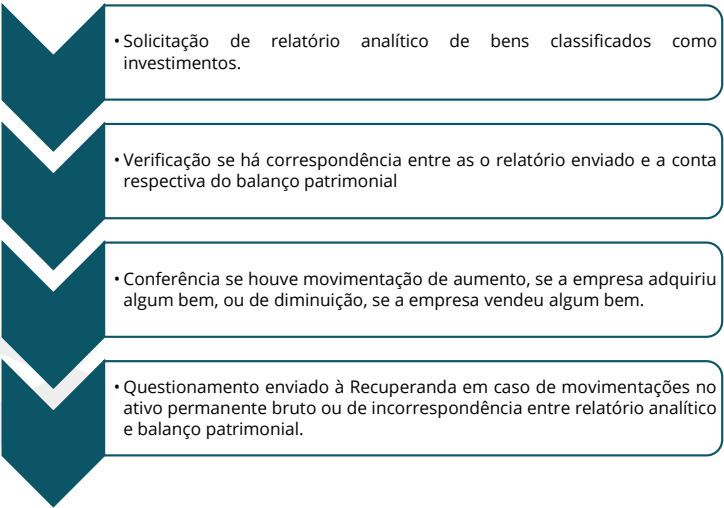 • Solicitação de relatório analítico de bens classificados como
investimentos.
• Verificação se há correspondência entre as o relatório enviado e a conta
respectiva do balanço patrimonial
• Conferência se houve movimentação de aumento, se a empresa adquiriu
algum bem, ou de diminuição, se a empresa vendeu algum bem.
• Questionamento enviado à Recuperanda em caso de movimentações no
ativo permanente bruto ou de incorrespondência entre relatório analítico
e balanço patrimonial.